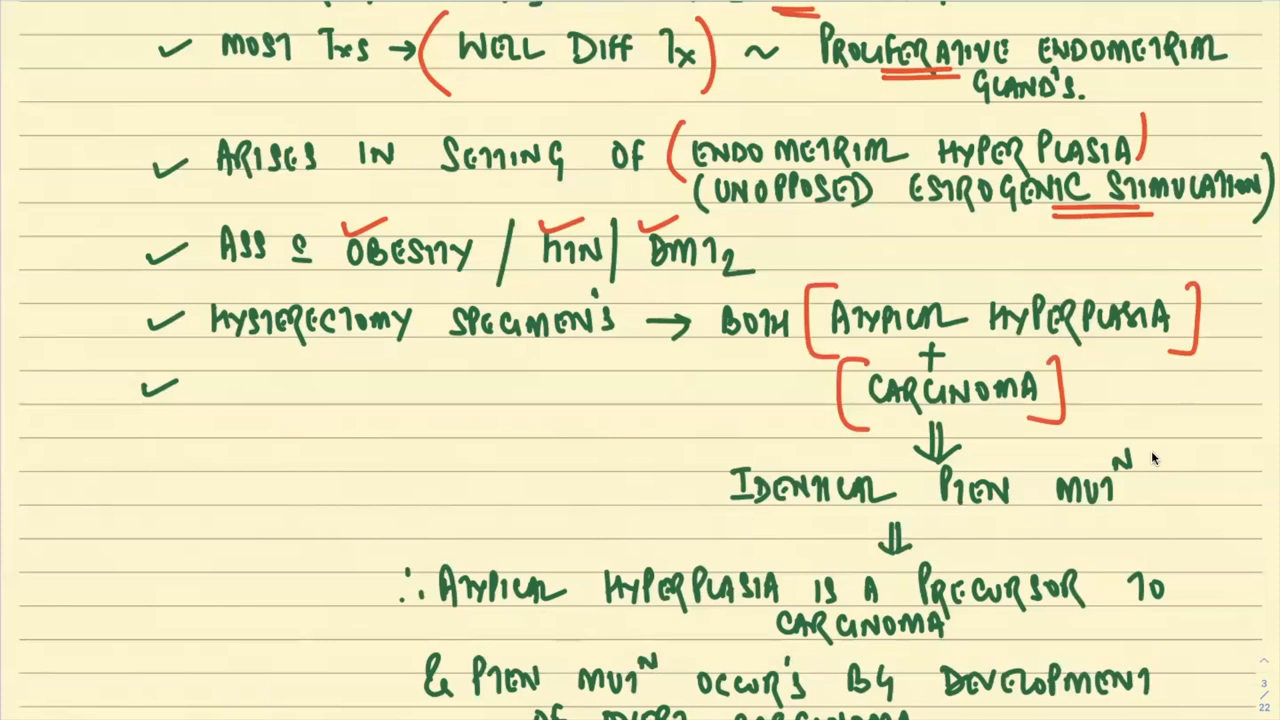 ✓ MOST Txs → (WELL DIFF Tx) ~ PROLIFERATIVE ENDOMETRIAL
GLAND'S.
✓ ARISES IN SETTING OF (ENDOMETRIAL HYPERPLASIA)
(UNOPPOSED ESTROGENIC STIMULATION)
✓ ASS c̄ OBESITY / HTN / DMT2
✓ HYSTERECTOMY SPECIMEN'S → BOTH [ATYPICAL HYPERPLASIA]
+
✓ [CARCINOMA]
⇓
IDENTICAL PTEN MUTᴺ
⇓
∴ ATYPICAL HYPERPLASIA IS A PRECURSOR TO
CARCINOMA
& PTEN MUTᴺ OCCUR'S B4 DEVELOPMENT
3
/
22